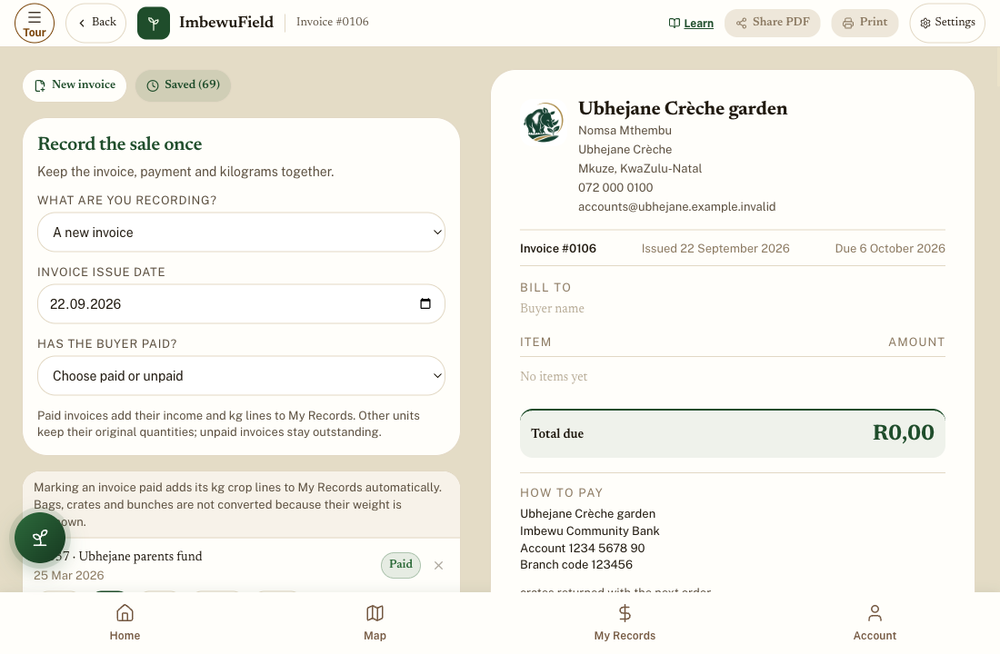 Tour
Back
ImbewuField
Invoice #0106
Learn
Share PDF
Print
Settings
New invoice
Saved (69)
Record the sale once
Keep the invoice, payment and kilograms together.
WHAT ARE YOU RECORDING?
A new invoice
INVOICE ISSUE DATE
22.09.2026
HAS THE BUYER PAID?
Choose paid or unpaid
Paid invoices add their income and kg lines to My Records. Other units
keep their original quantities; unpaid invoices stay outstanding.
Marking an invoice paid adds its kg crop lines to My Records automatically.
Bags, crates and bunches are not converted because their weight is
· Ubhejane parents fund
25 Mar 2026
Paid
Ubhejane Crèche garden
Nomsa Mthembu
Ubhejane Crèche
Mkuze, KwaZulu-Natal
072 000 0100
accounts@ubhejane.example.invalid
Invoice #0106
Issued 22 September 2026
Due 6 October 2026
BILL TO
Buyer name
ITEM
AMOUNT
No items yet
Total due
R0,00
HOW TO PAY
Ubhejane Crèche garden
Imbewu Community Bank
Account 1234 5678 90
Branch code 123456
crates returned with the next order
Home
Map
My Records
Account